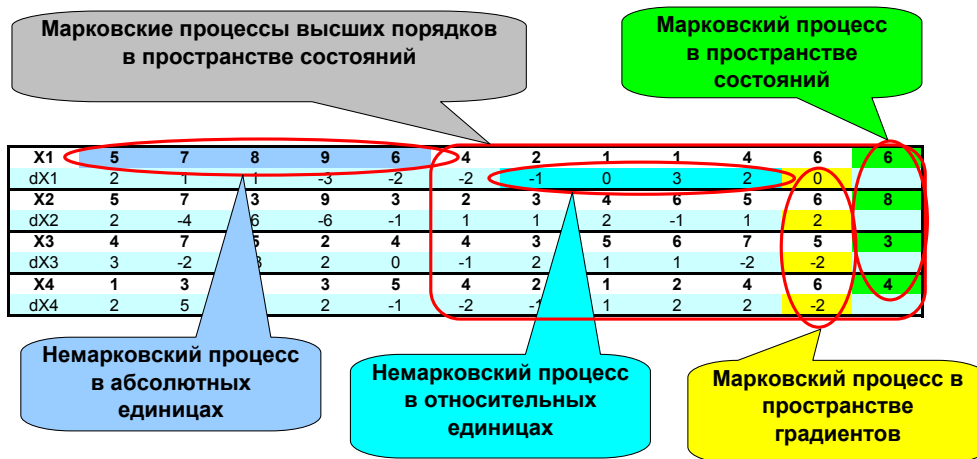 Марковские процессы высших порядков
в пространстве состояний
Марковский процесс
в пространстве
состояний
X1 5 7 8 9 6 4 2 1 1 4 6 6
dX1 2 1 1 -3 -2 -2 -1 0 3 2 0
X2 5 7 3 9 3 2 3 4 6 5 6 8
dX2 2 -4 6 -6 -1 1 1 2 -1 1 2
X3 4 7 5 2 4 4 3 5 6 7 5 3
dX3 3 -2 2 0 -1 2 1 1 -2 -2
X4 1 3 3 5 4 2 1 2 4 6 4
dX4 2 5 2 -1 -2 -1 1 2 2 -2
Немарковский процесс
в абсолютных
единицах
Немарковский процесс
в относительных
единицах
Марковский процесс в
пространстве
градиентов